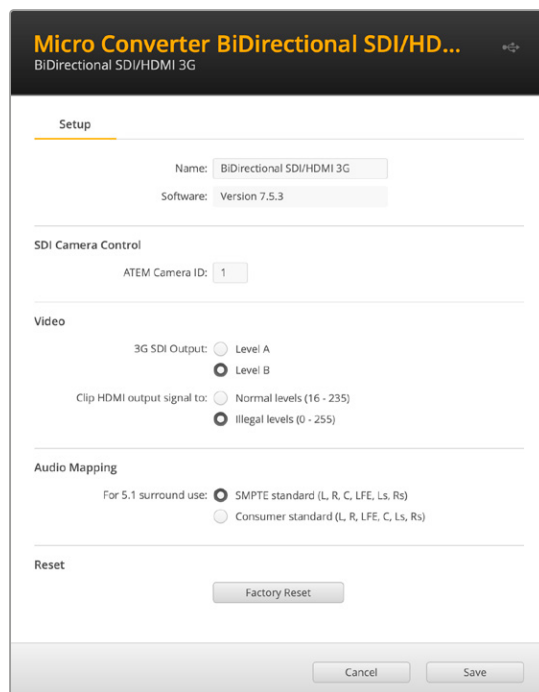 Micro Converter BiDirectional SDI/HD...
BiDirectional SDI/HDMI 3G
Setup
Name: BiDirectional SDI/HDMI 3G
Software: Version 7.5.3
SDI Camera Control
ATEM Camera ID: 1
Video
3G SDI Output: Level A
Level B
Clip HDMI output signal to: Normal levels (16 - 235)
Illegal levels (0 - 255)
Audio Mapping
For 5.1 surround use: SMPTE standard (L, R, C, LFE, Ls, Rs)
Consumer standard (L, R, LFE, C, Ls, Rs)
Reset
Factory Reset
Cancel Save